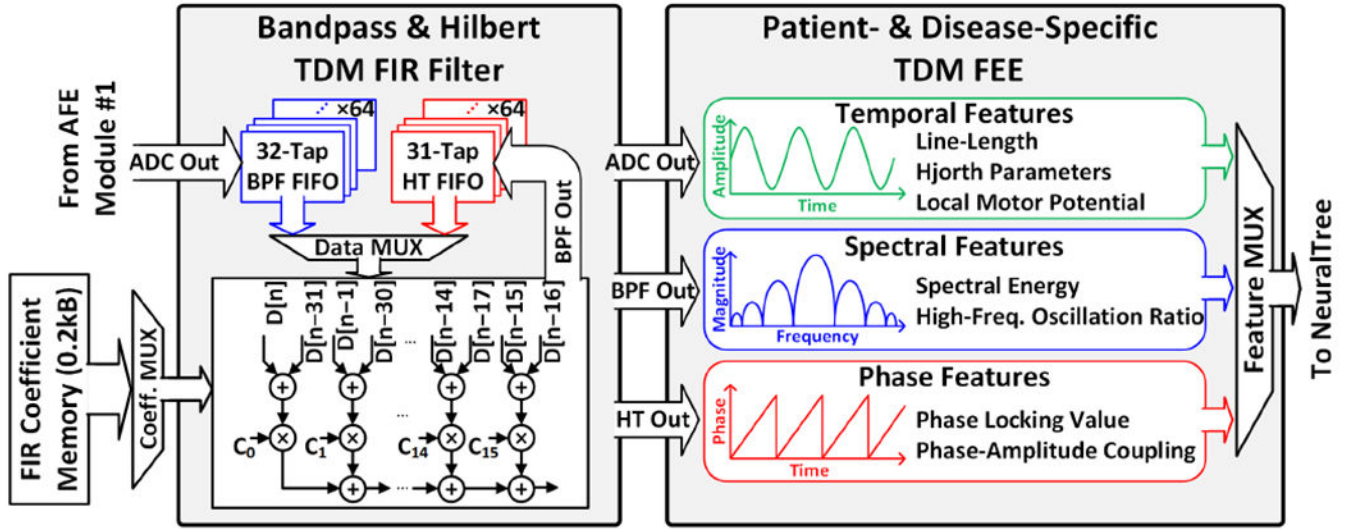 Bandpass & Hilbert
TDM FIR Filter
From AFE
Module #1
ADC Out
×64
32-Tap
BPF FIFO
×64
31-Tap
HT FIFO
BPF Out
Data MUX
FIR Coefficient
Memory (0.2kB)
Coeff. MUX
D[n]
D[n−31]
D[n−1]
D[n−30]
...
D[n−14]
D[n−17]
D[n−15]
D[n−16]
+ + + +
...
C0 × C1 × C14 × C15 ×
+ ... + +
Patient- & Disease-Specific
TDM FEE
ADC Out
Temporal Features
Amplitude
Time
Line-Length
Hjorth Parameters
Local Motor Potential
BPF Out
Spectral Features
Magnitude
Frequency
Spectral Energy
High-Freq. Oscillation Ratio
HT Out
Phase Features
Phase
Time
Phase Locking Value
Phase-Amplitude Coupling
Feature MUX
To NeuralTree